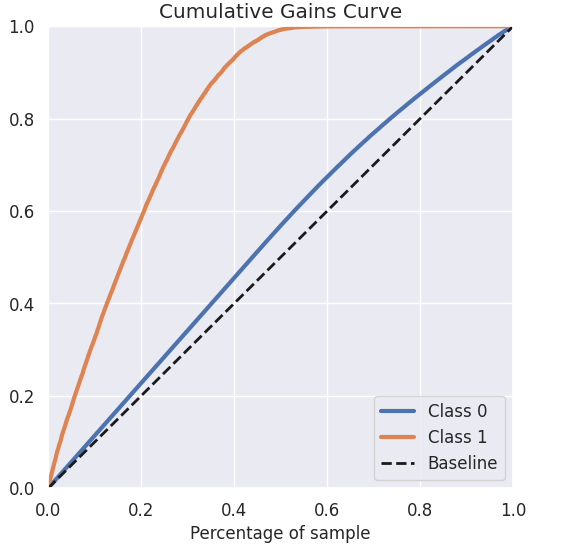 Cumulative Gains Curve
1.0
0.8
0.6
0.4
0.2
0.0
0.0 0.2 0.4 0.6 0.8 1.0
Percentage of sample
Class 0
Class 1
Baseline